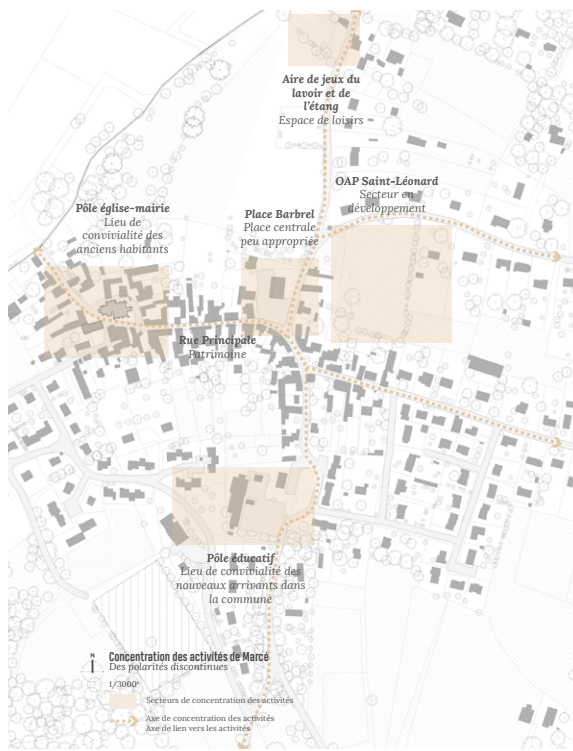 Aire de jeux du
lavoir et de
l'étang
Espace de loisirs
OAP Saint-Léonard
Secteur en
développement
Pôle église-mairie
Lieu de
convivialité des
anciens habitants
Place Barbrel
Place centrale
peu appropriée
Rue Principale
Patrimoine
Pôle éducatif
Lieu de convivialité des
nouveaux arrivants dans
la commune
N
Concentration des activités de Marcé
Des polarités discontinues
1/3000ᵉ
Secteurs de concentration des activités
Axe de concentration des activités
Axe de lien vers les activités